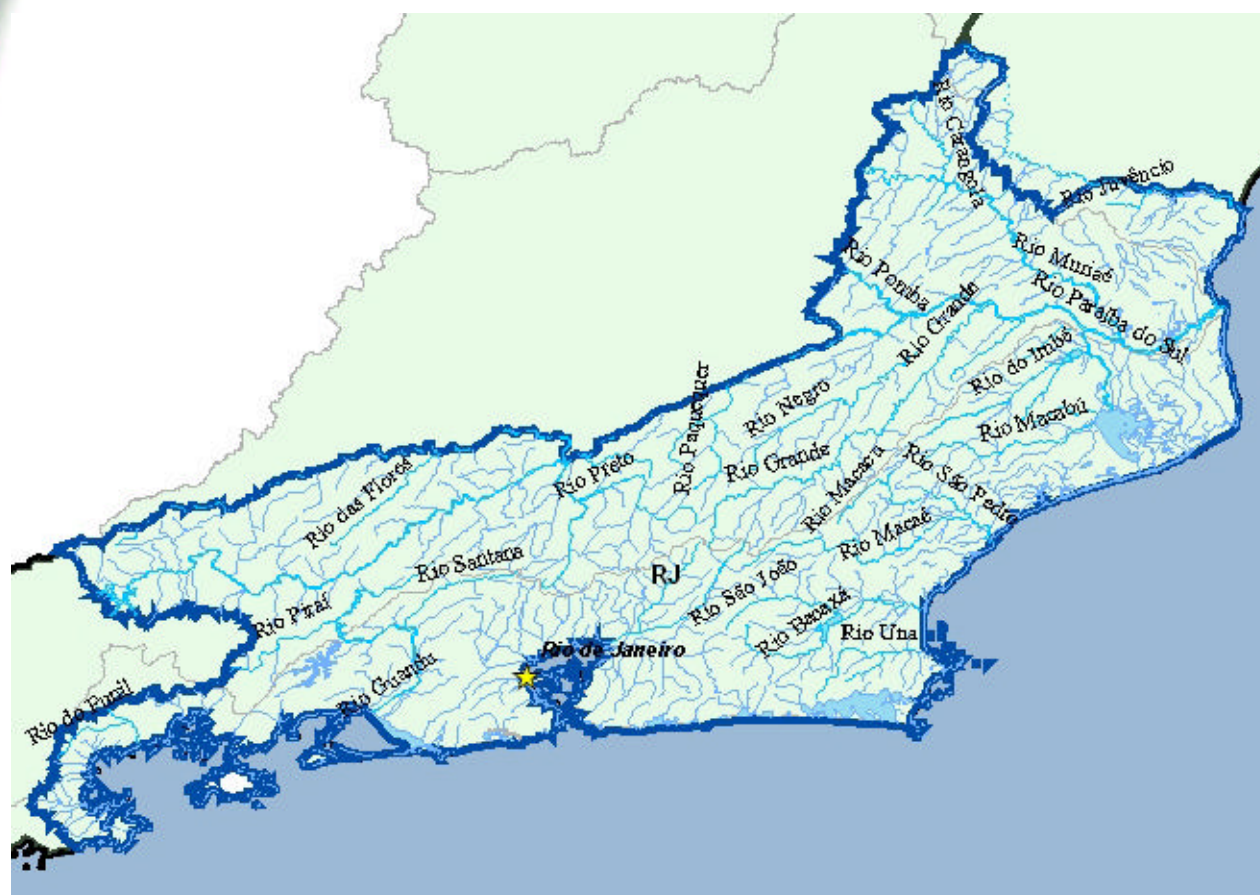 Rio Carangola
Rio Juvêncio
Rio Muriaé
Rio Pomba
Rio Grande
Rio Paraíba do Sul
Rio do Imbé
Rio Paquequer
Rio Negro
Rio Macabú
Rio das Flores
Rio Preto
Rio Grande
Rio Macacu
Rio São Pedro
Rio Macaé
Rio Santana
RJ
Rio São João
Rio Piraí
Rio Bacaxá
Rio Una
Rio de Janeiro
Rio Guandu
Rio do Funil